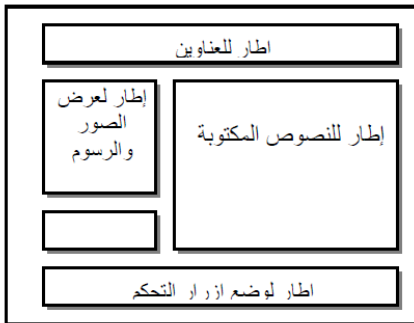 اطار للعناوين
إطار للنصوص المكتوبة
إطار لعرض
الصور
والرسوم
اطار لوضع ازرار التحكم